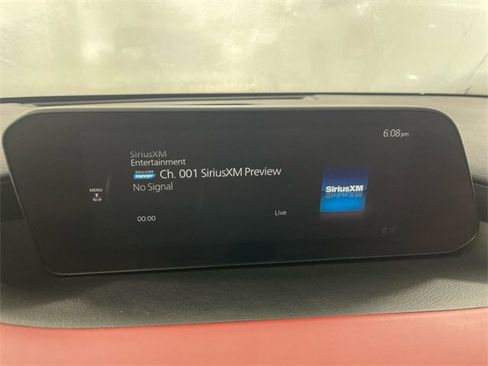 6:08pm
SiriusXM
Entertainment
Ch. 001 SiriusXM Preview
MENU
No Signal
SiriusXM
00:00
Live